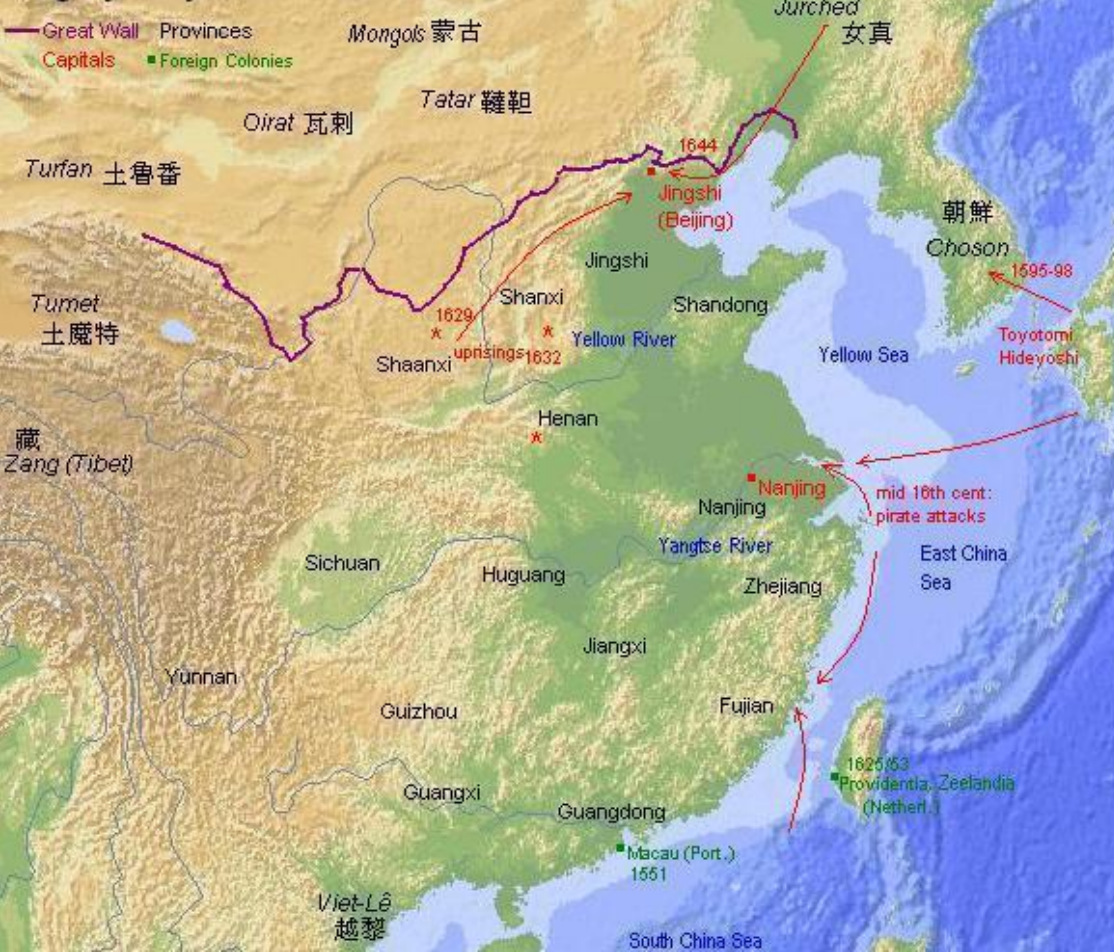 Great Wall Provinces
Capitals Foreign Colonies
Mongols 蒙古
Jurched
女真
Tatar 韃靼
Oirat 瓦剌
Turfan 土魯番
1644
Jingshi
(Beijing)
朝鮮
Choson
Jingshi
1595-98
Tumet
土魔特
Shanxi
Shandong
1629
Toyotomi
Hideyoshi
uprisings
1632
Yellow River
Shaanxi
Yellow Sea
Henan
藏
Zang (Tibet)
Nanjing
Nanjing
mid 16th cent:
pirate attacks
Yangtse River
East China
Sea
Sichuan
Huguang
Zhejiang
Jiangxi
Yunnan
Guizhou
Fujian
1625/53
Providentia, Zeelandia
(Netherl.)
Guangxi
Guangdong
Macau (Port.)
1551
Viet-Lê
越黎
South China Sea